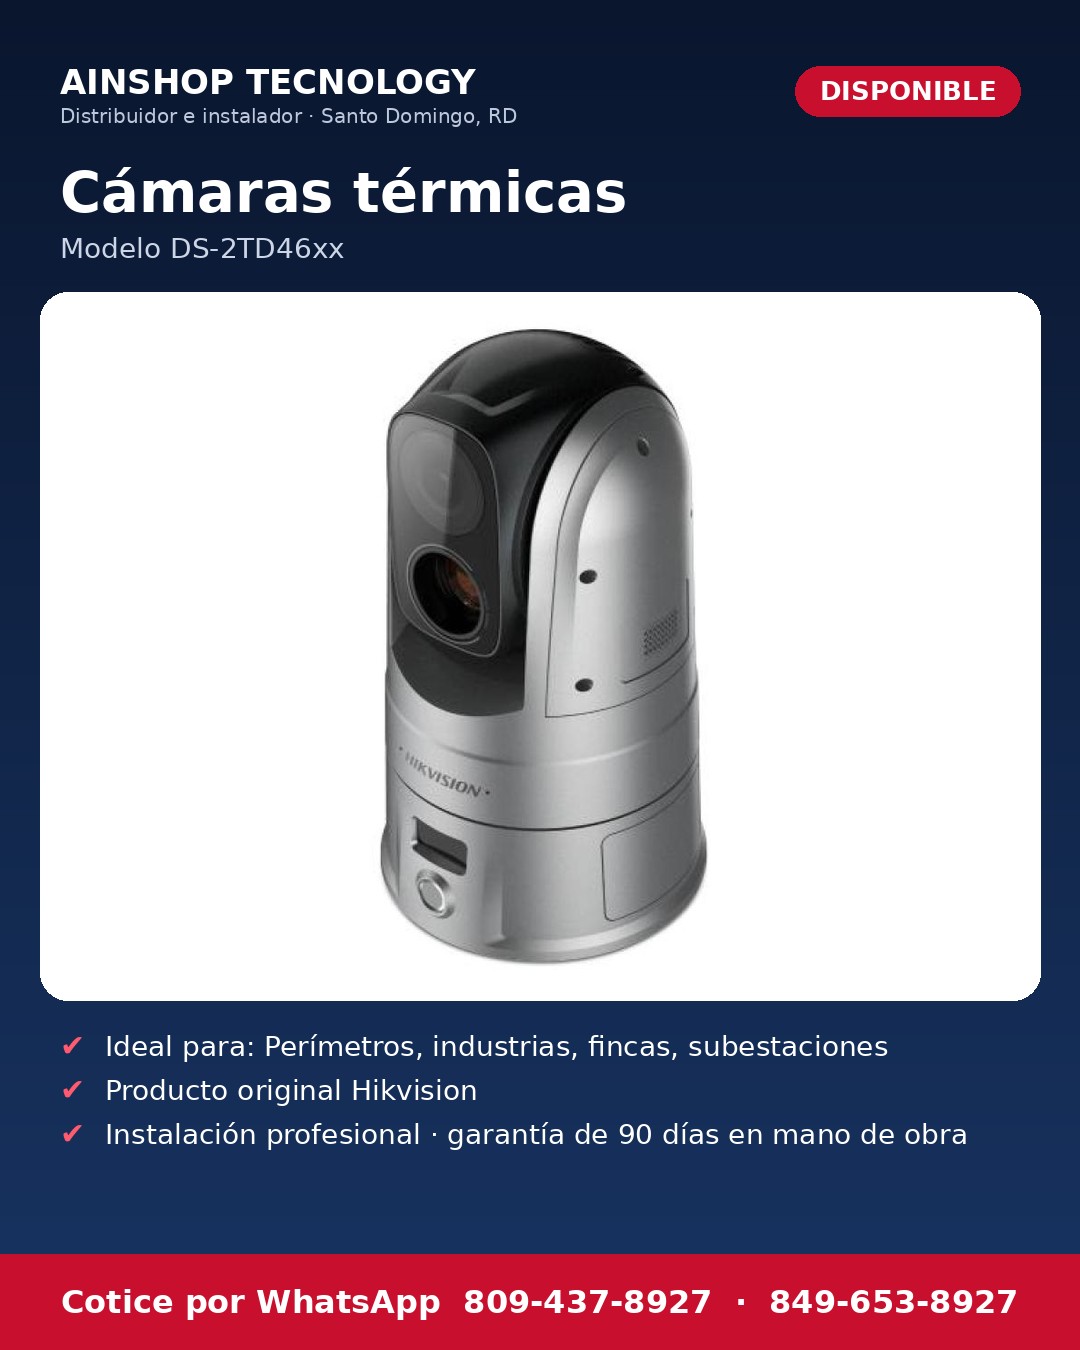 AINSHOP TECNOLOGY
DISPONIBLE
Distribuidor e instalador · Santo Domingo, RD
Cámaras térmicas
Modelo DS-2TD46xx
· HIKVISION ·
✔ Ideal para: Perímetros, industrias, fincas, subestaciones
✔ Producto original Hikvision
✔ Instalación profesional · garantía de 90 días en mano de obra
Cotice por WhatsApp 809-437-8927 · 849-653-8927